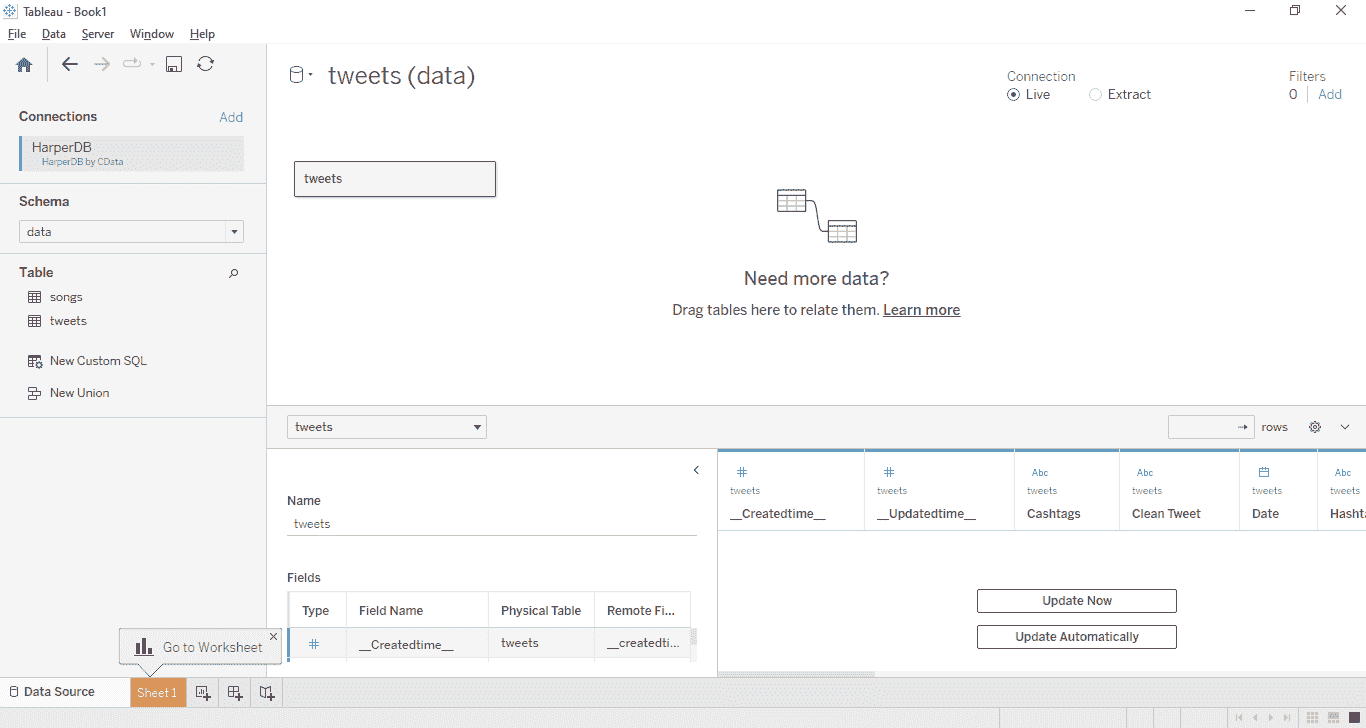 Tableau - Book1
File Data Server Window Help
Connections Add
HarperDB
HarperDB by CData
Schema
data
Table
songs
tweets
New Custom SQL
New Union
tweets (data)
Connection
Live Extract
Filters
0 Add
tweets
Need more data?
Drag tables here to relate them. Learn more
tweets
rows
Name
tweets
Fields
Type Field Name Physical Table Remote Fi...
# __Createdtime__ tweets __createdti...
# # Abc Abc Abc
tweets tweets tweets tweets tweets tweets
__Createdtime__ __Updatedtime__ Cashtags Clean Tweet Date Hashta
Update Now
Update Automatically
Go to Worksheet
Data Source Sheet 1